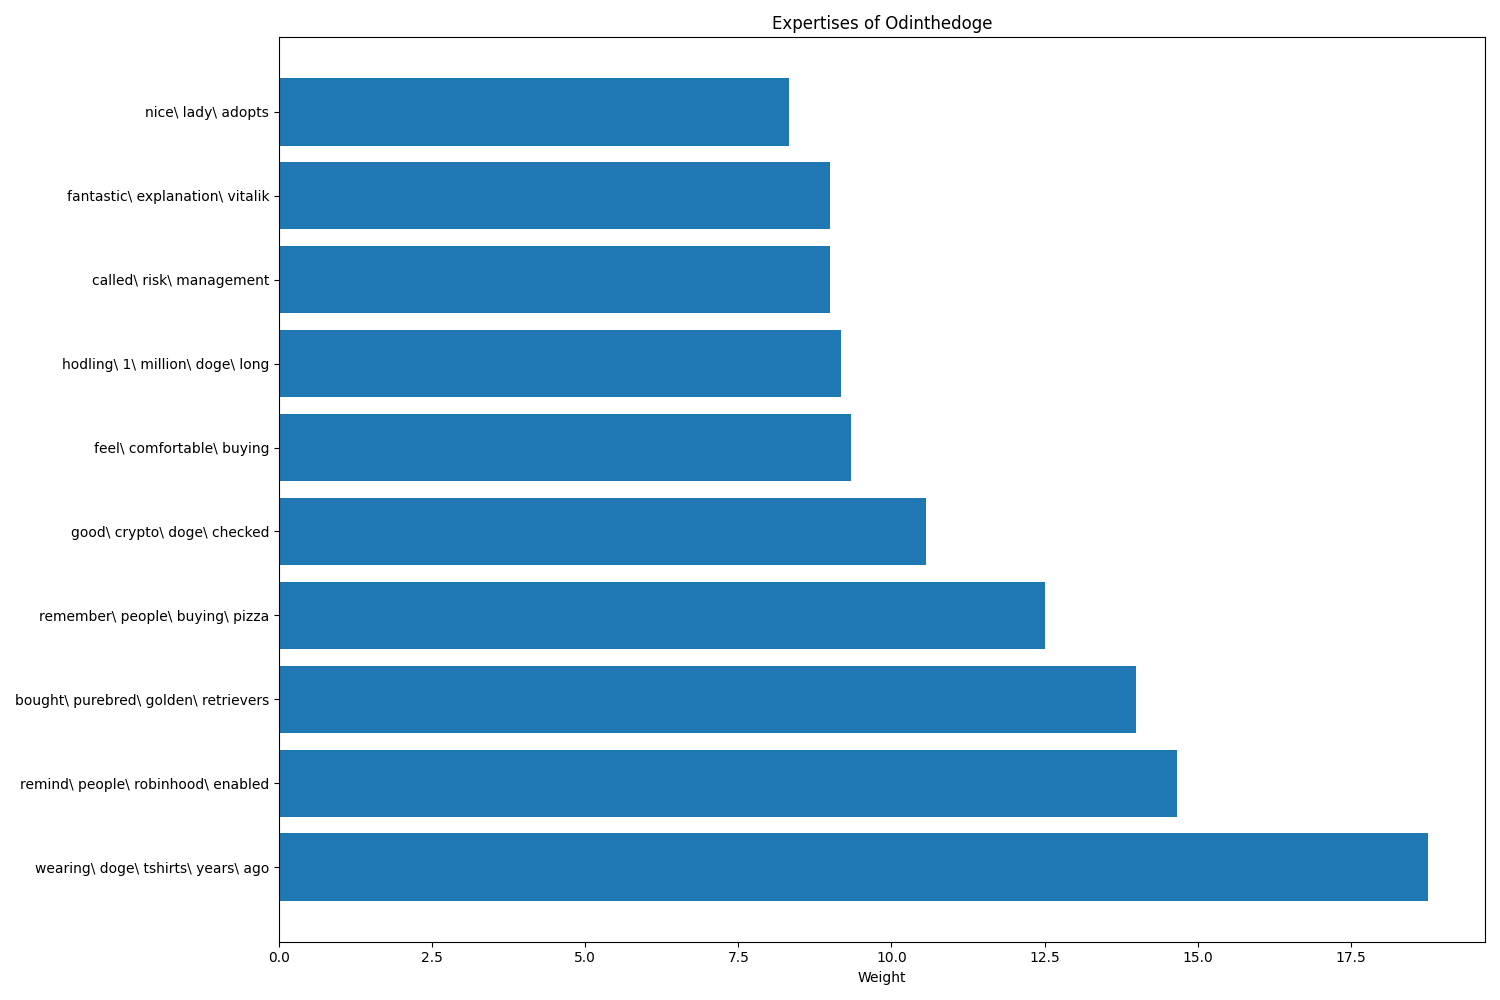 Expertises of Odinthedoge
nice\ lady\ adopts
fantastic\ explanation\ vitalik
called\ risk\ management
hodling\ 1\ million\ doge\ long
feel\ comfortable\ buying
good\ crypto\ doge\ checked
remember\ people\ buying\ pizza
bought\ purebred\ golden\ retrievers
remind\ people\ robinhood\ enabled
wearing\ doge\ tshirts\ years\ ago
0.0 2.5 5.0 7.5 10.0 12.5 15.0 17.5
Weight